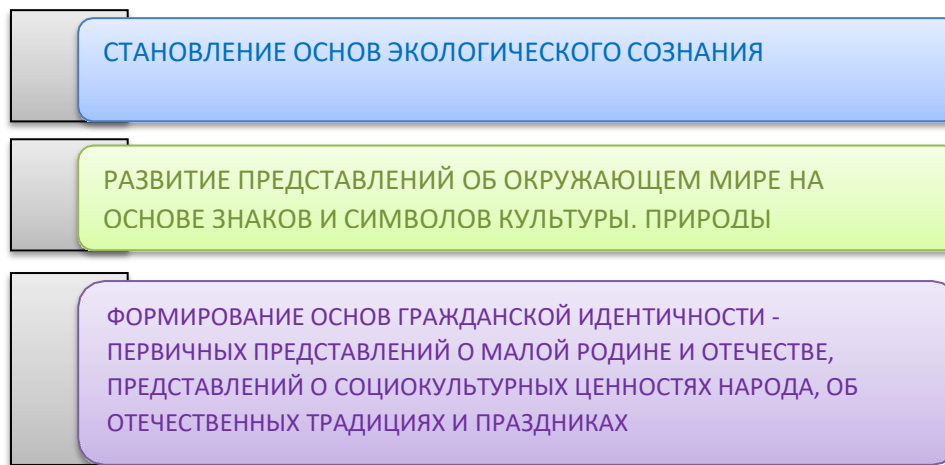 СТАНОВЛЕНИЕ ОСНОВ ЭКОЛОГИЧЕСКОГО СОЗНАНИЯ
РАЗВИТИЕ ПРЕДСТАВЛЕНИЙ ОБ ОКРУЖАЮЩЕМ МИРЕ НА
ОСНОВЕ ЗНАКОВ И СИМВОЛОВ КУЛЬТУРЫ. ПРИРОДЫ
ФОРМИРОВАНИЕ ОСНОВ ГРАЖДАНСКОЙ ИДЕНТИЧНОСТИ -
ПЕРВИЧНЫХ ПРЕДСТАВЛЕНИЙ О МАЛОЙ РОДИНЕ И ОТЕЧЕСТВЕ,
ПРЕДСТАВЛЕНИЙ О СОЦИОКУЛЬТУРНЫХ ЦЕННОСТЯХ НАРОДА, ОБ
ОТЕЧЕСТВЕННЫХ ТРАДИЦИЯХ И ПРАЗДНИКАХ